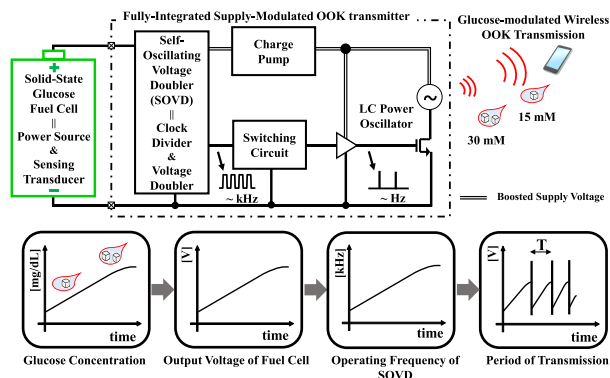 Fully-Integrated Supply-Modulated OOK transmitter
Glucose-modulated Wireless
OOK Transmission
+
Solid-State
Glucose
Fuel Cell
||
Power Source
&
Sensing
Transducer
Self-
Oscillating
Voltage
Doubler
(SOVD)
||
Clock
Divider
&
Voltage
Doubler
Charge
Pump
Switching
Circuit
LC Power
Oscillator
~ kHz
~ Hz
15 mM
30 mM
Boosted Supply Voltage
[mg/dL]
time
Glucose Concentration
[V]
time
Output Voltage of Fuel Cell
[kHz]
time
Operating Frequency of
SOVD
[V]
T
time
Period of Transmission